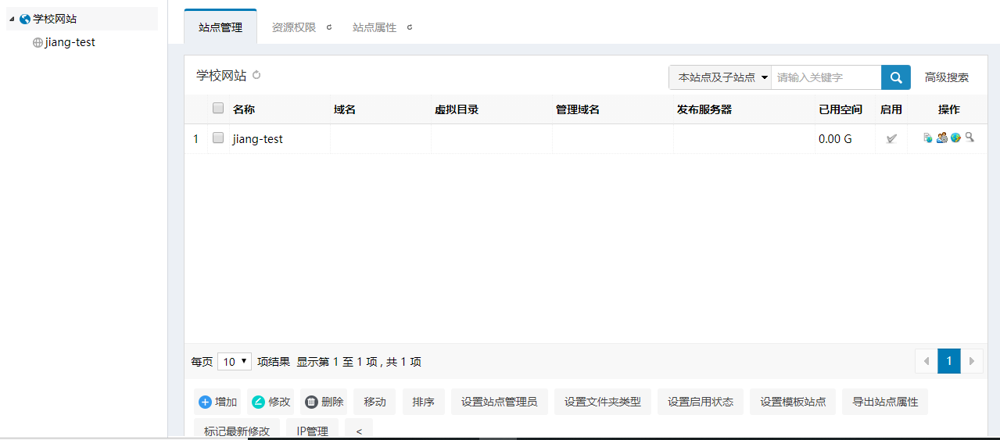 学校网站
jiang-test
站点管理 资源权限 站点属性
学校网站 本站点及子站点 请输入关键字 高级搜索
名称 域名 虚拟目录 管理域名 发布服务器 已用空间 启用 操作
1 jiang-test 0.00 G
每页 10 项结果 显示第 1 至 1 项 , 共 1 项 1
增加 修改 删除 移动 排序 设置站点管理员 设置文件夹类型 设置启用状态 设置模板站点 导出站点属性
标记最新修改 IP管理 <